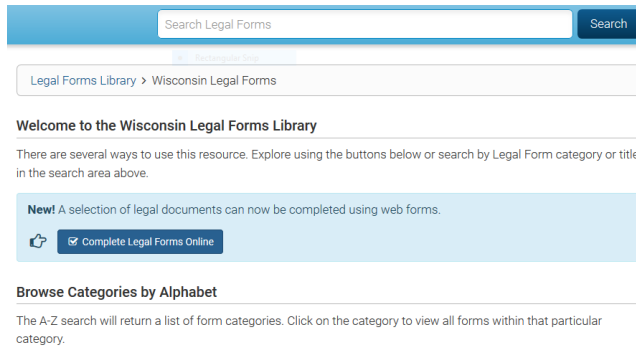 Search Legal Forms
Search
Rectangular Snip
Legal Forms Library > Wisconsin Legal Forms
Welcome to the Wisconsin Legal Forms Library
There are several ways to use this resource. Explore using the buttons below or search by Legal Form category or title
in the search area above.
New! A selection of legal documents can now be completed using web forms.
Complete Legal Forms Online
Browse Categories by Alphabet
The A-Z search will return a list of form categories. Click on the category to view all forms within that particular
category.